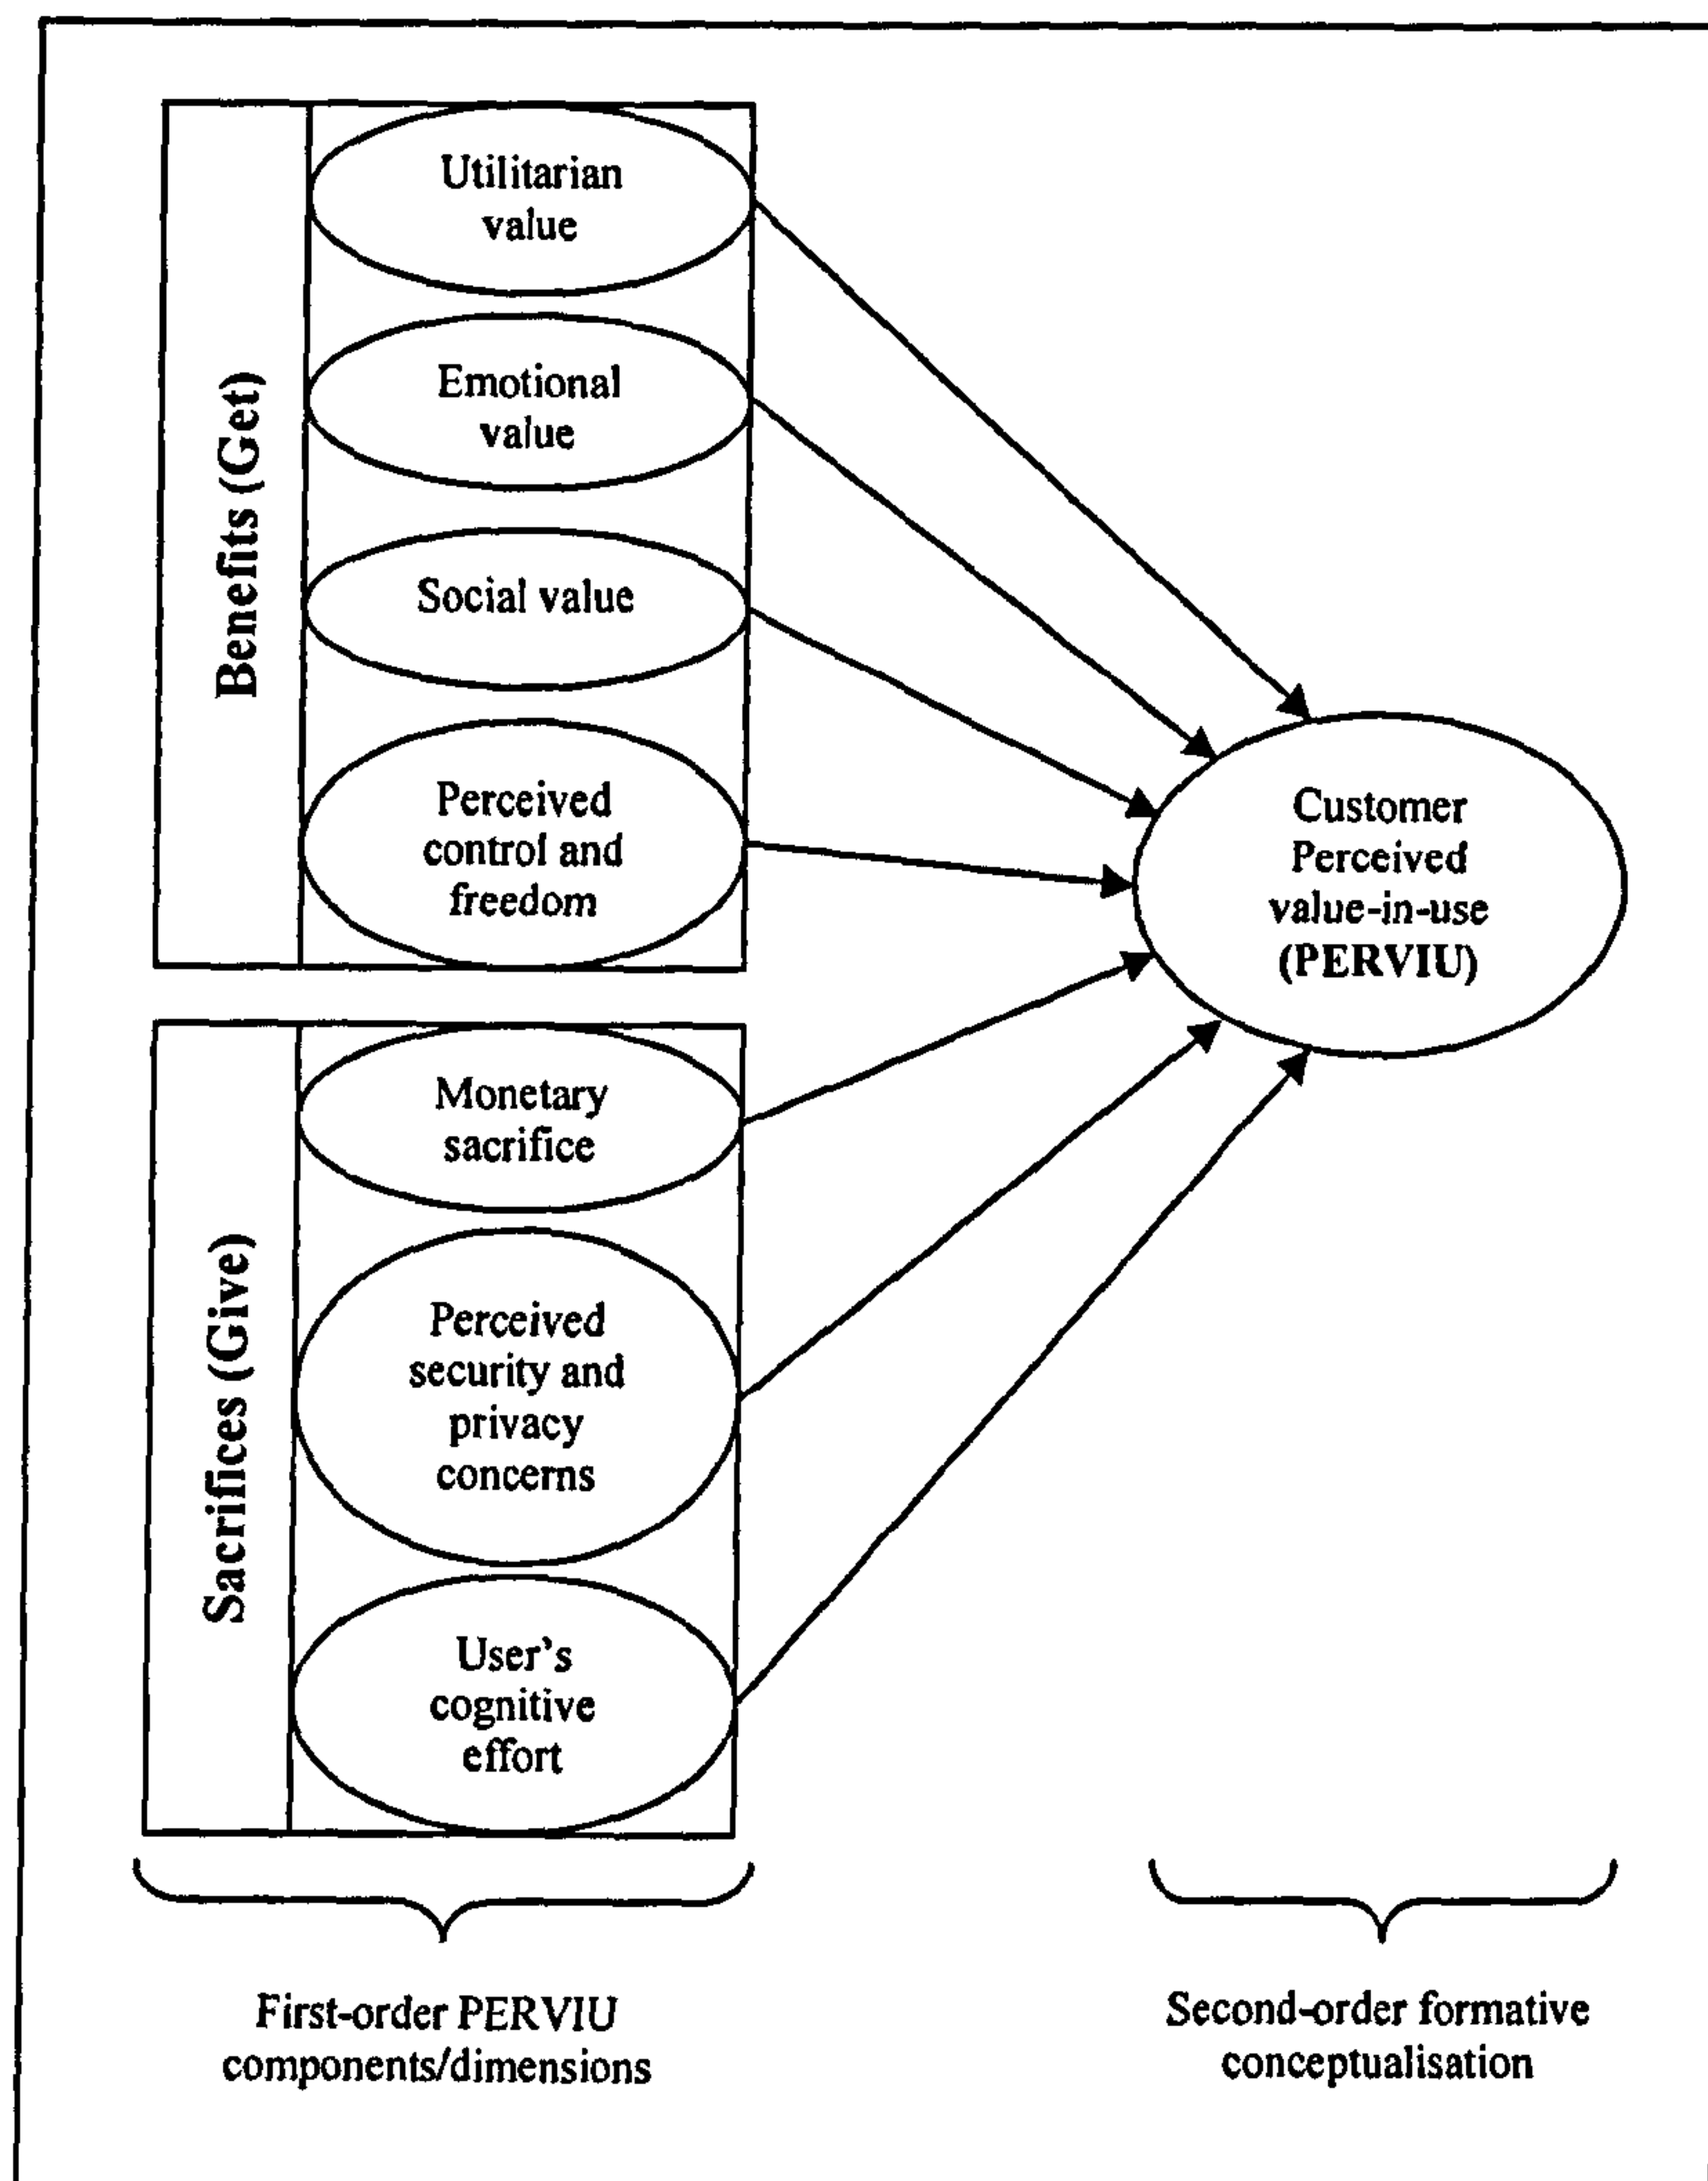 Benefits (Get)
Utilitarian
value
Emotional
value
Social value
Perceived
control and
freedom
Sacrifices (Give)
Monetary
sacrifice
Perceived
security and
privacy
concerns
User's
cognitive
effort
Customer
Perceived
value-in-use
(PERVIU)
First-order PERVIU
components/dimensions
Second-order formative
conceptualisation